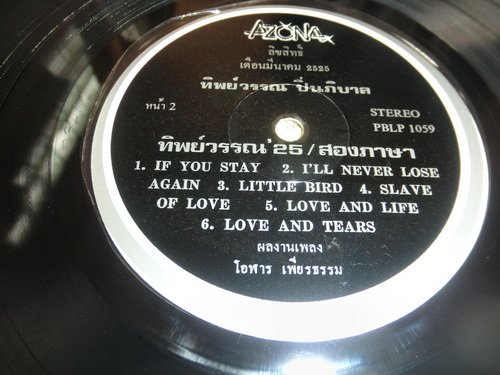 AZONA
ลิขสิทธิ์
เดือนมีนาคม 2525
ทิพย์วรรณ ปิ่นภิบาล
หน้า 2
STEREO
PBLP 1059
ทิพย์วรรณ '25/สองภาษา
1. IF YOU STAY 2. I'LL NEVER LOSE
AGAIN 3. LITTLE BIRD 4. SLAVE
OF LOVE 5. LOVE AND LIFE
6. LOVE AND TEARS
ผลงานเพลง
โอฬาร เพียรธรรม